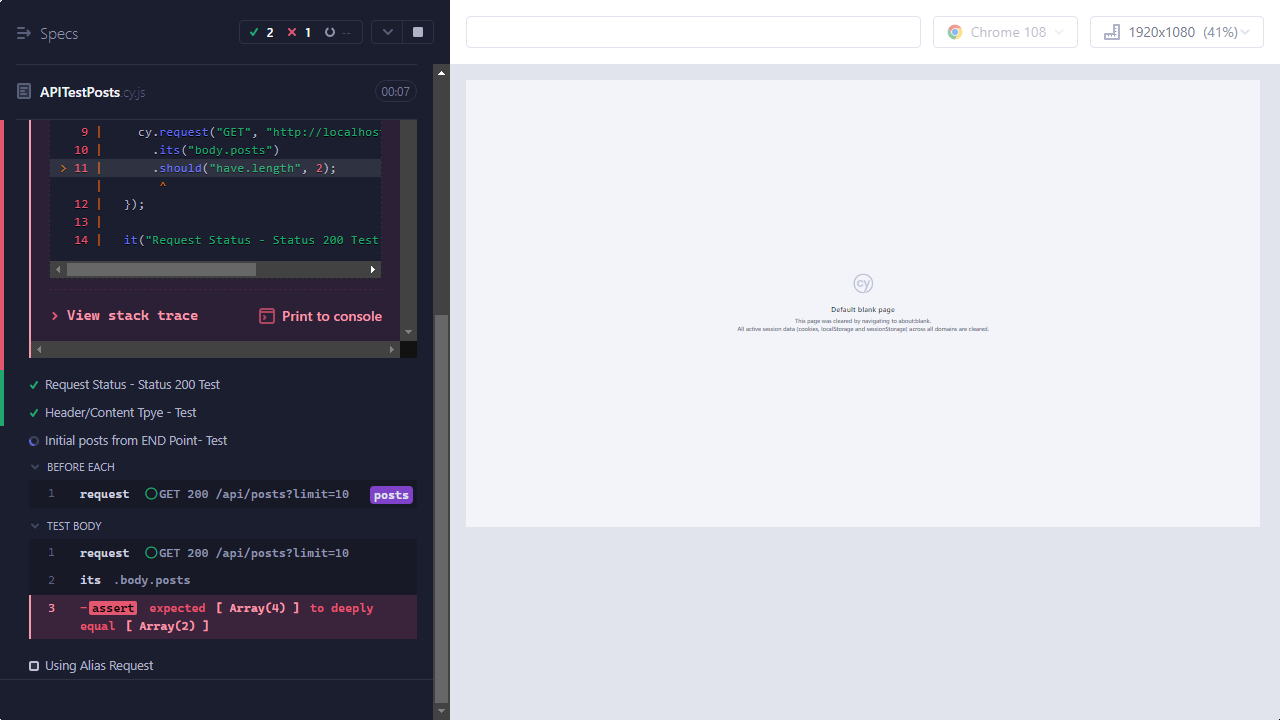 Specs
2
1
--
Chrome 108
1920x1080 (41%)
APITestPosts.cy.js
00:07
9 | cy.request("GET", "http://localhos
10 | .its("body.posts")
> 11 | .should("have.length", 2);
| ^
12 | });
13 |
14 | it("Request Status - Status 200 Test
> View stack trace
Print to console
Request Status - Status 200 Test
Header/Content Tpye - Test
Initial posts from END Point- Test
BEFORE EACH
1 request GET 200 /api/posts?limit=10 posts
TEST BODY
1 request GET 200 /api/posts?limit=10
2 its .body.posts
3 -assert expected [ Array(4) ] to deeply
equal [ Array(2) ]
Using Alias Request
cy
Default blank page
This page was cleared by navigating to about:blank.
All active session data (cookies, localStorage and sessionStorage) across all domains are cleared.